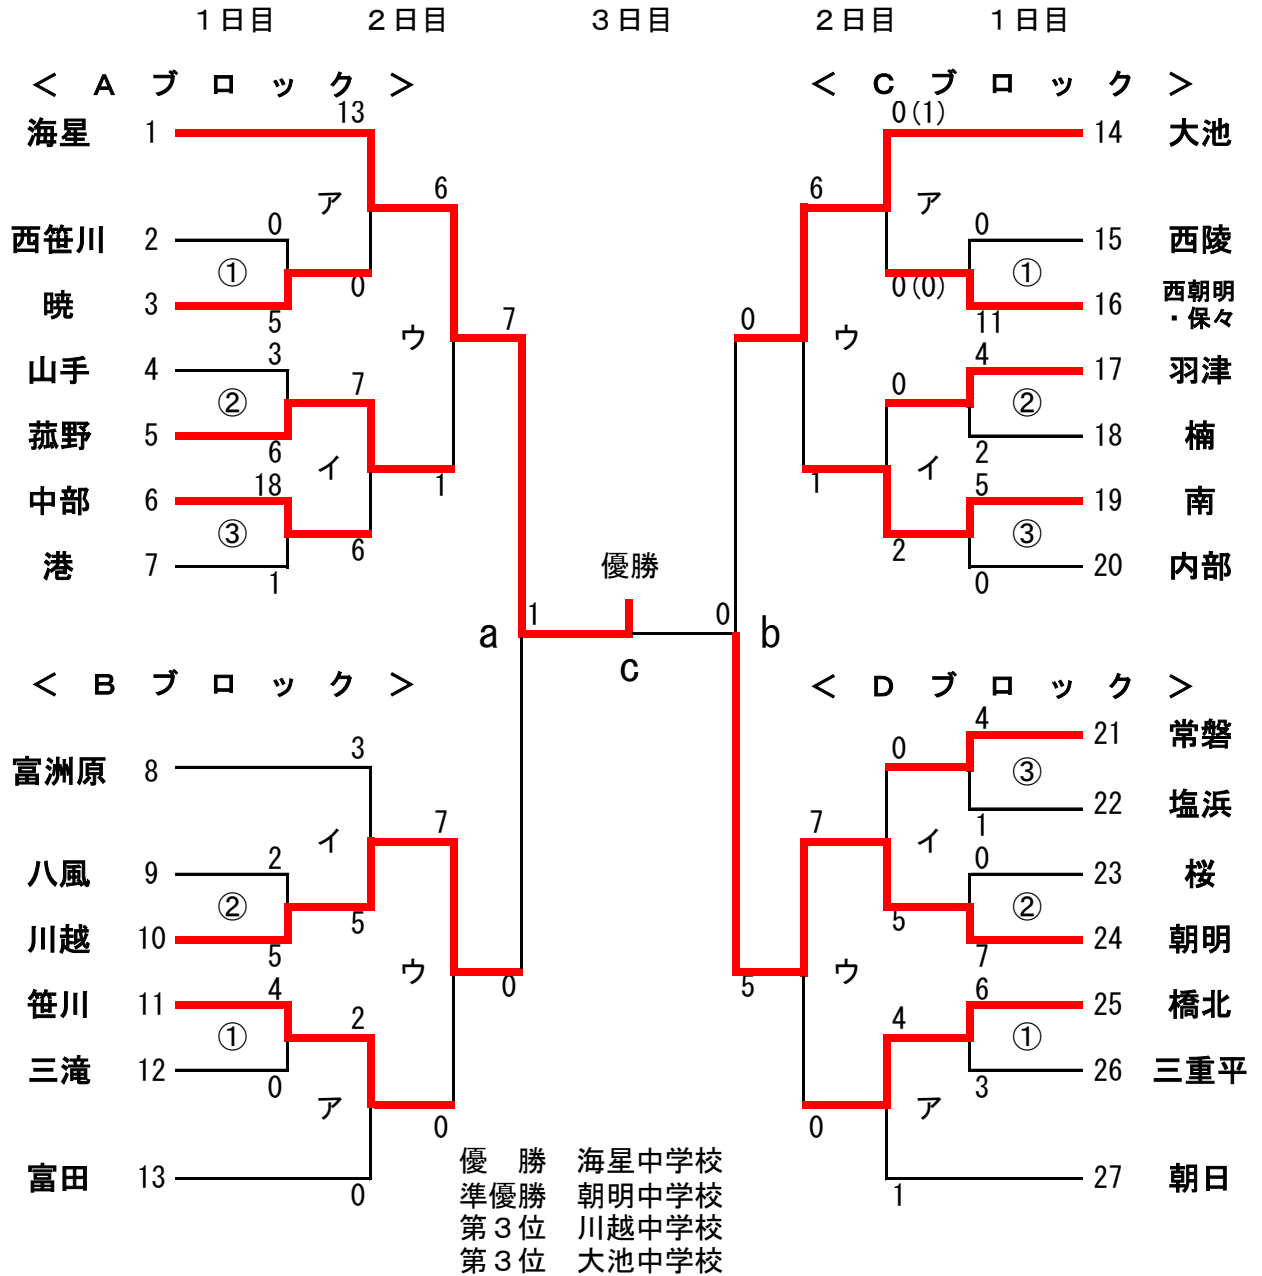 １日目　２日目　３日目　２日目　１日目
＜　Ａ　ブ　ロ　ッ　ク　＞　＜　Ｃ　ブ　ロ　ッ　ク　＞
13　0(1)
海星　1　14　大池
6　6
ア　ア
0　0
西笹川　2　15　西陵
①　①
0　0(0)
暁　3　16　西朝明・保々
5　7　0　11
ウ　ウ
3　4
山手　4　17　羽津
7　0
②　②
菰野　5　18　楠
6　2
イ　イ
18　1　1　5
中部　6　19　南
③　③
6　2
港　7　20　内部
1　優勝　0
1　0
a　b
c
＜　Ｂ　ブ　ロ　ッ　ク　＞　＜　Ｄ　ブ　ロ　ッ　ク　＞
4
21　常磐
3　0
富洲原　8　③
22　塩浜
7　7　1
イ　イ
2　0
八風　9　23　桜
②　②
5　5
川越　10　24　朝明
5　7
ウ　ウ
4　0　5　6
笹川　11　25　橋北
2　4
①　①
三滝　12　26　三重平
0　3
ア　ア
0　0
富田　13　27　朝日
0　1
優　勝　海星中学校
準優勝　朝明中学校
第３位　川越中学校
第３位　大池中学校